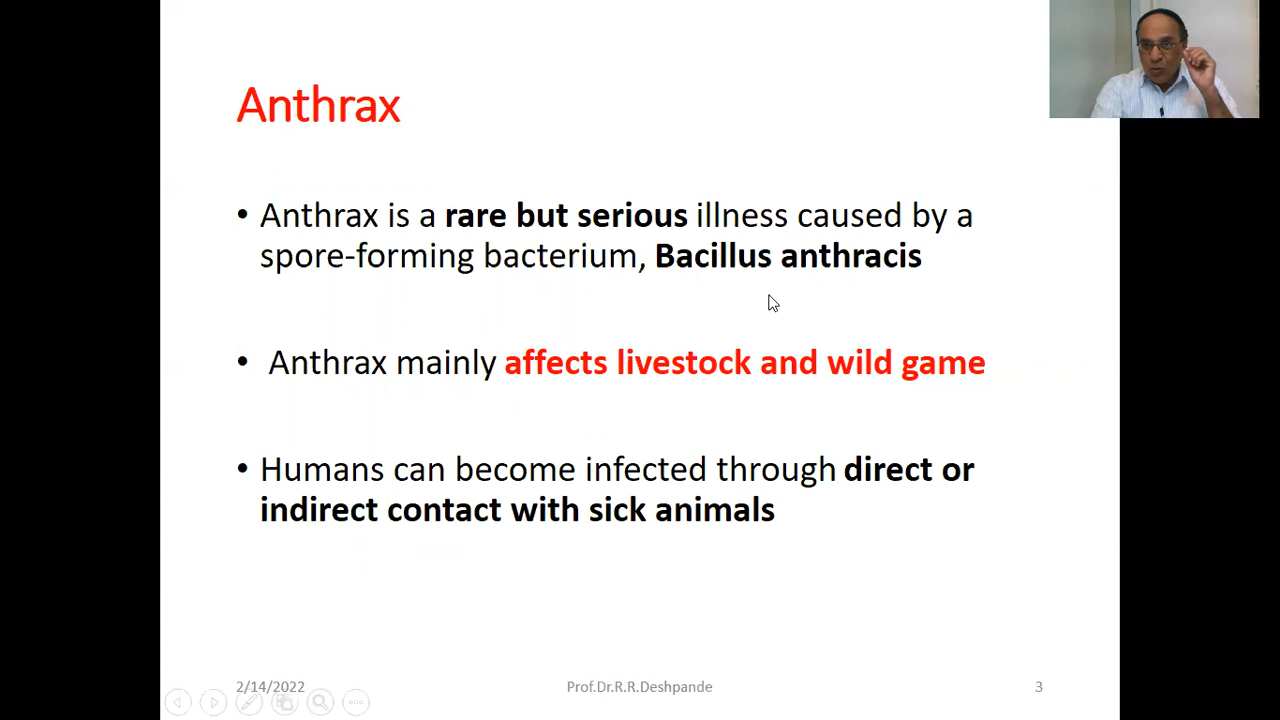 Anthrax
• Anthrax is a rare but serious illness caused by a
spore-forming bacterium, Bacillus anthracis
• Anthrax mainly affects livestock and wild game
• Humans can become infected through direct or
indirect contact with sick animals
2/14/2022
Prof.Dr.R.R.Deshpande
3